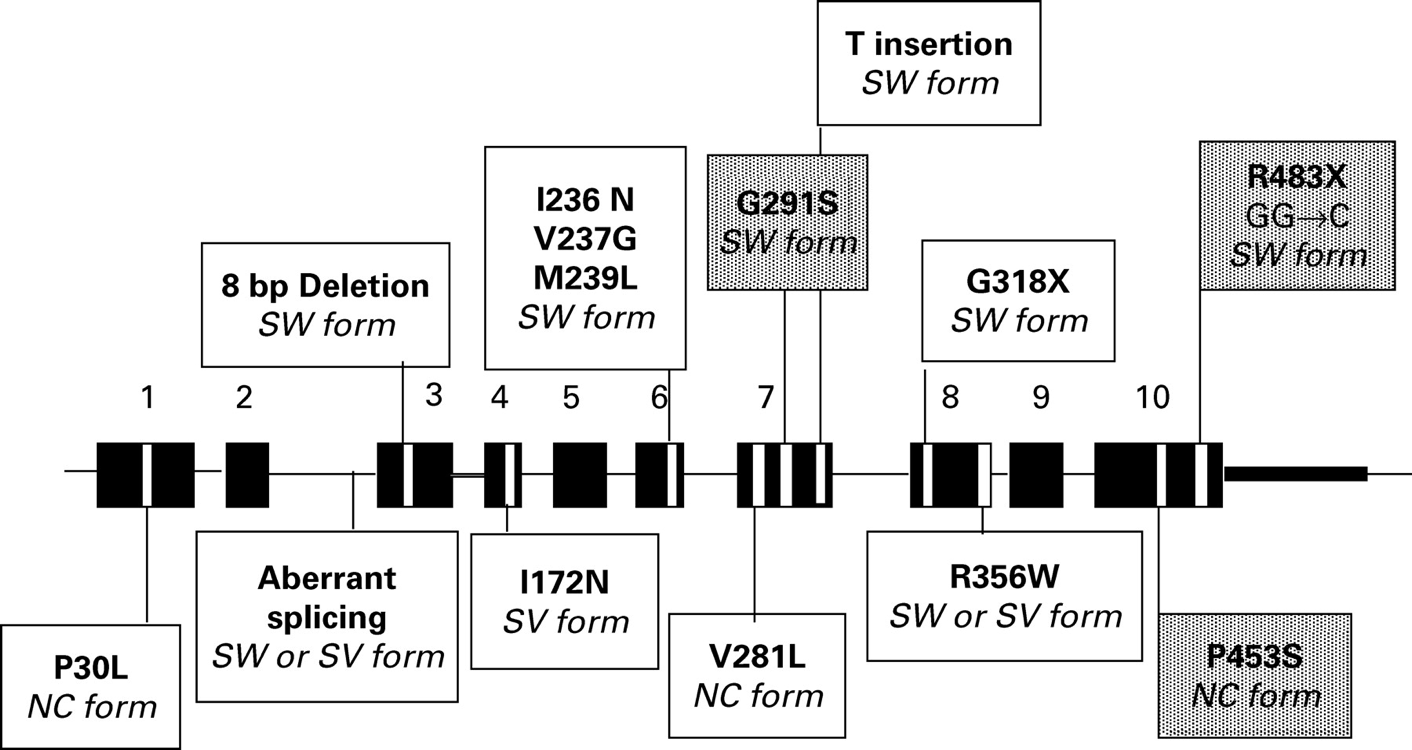 T insertion
SW form
R483X
GG→C
SW form
I236 N
V237G
M239L
SW form
G291S
SW form
8 bp Deletion
SW form
G318X
SW form
1
2
3
4
5
6
7
8
9
10
Aberrant
splicing
SW or SV form
I172N
SV form
R356W
SW or SV form
P30L
NC form
V281L
NC form
P453S
NC form